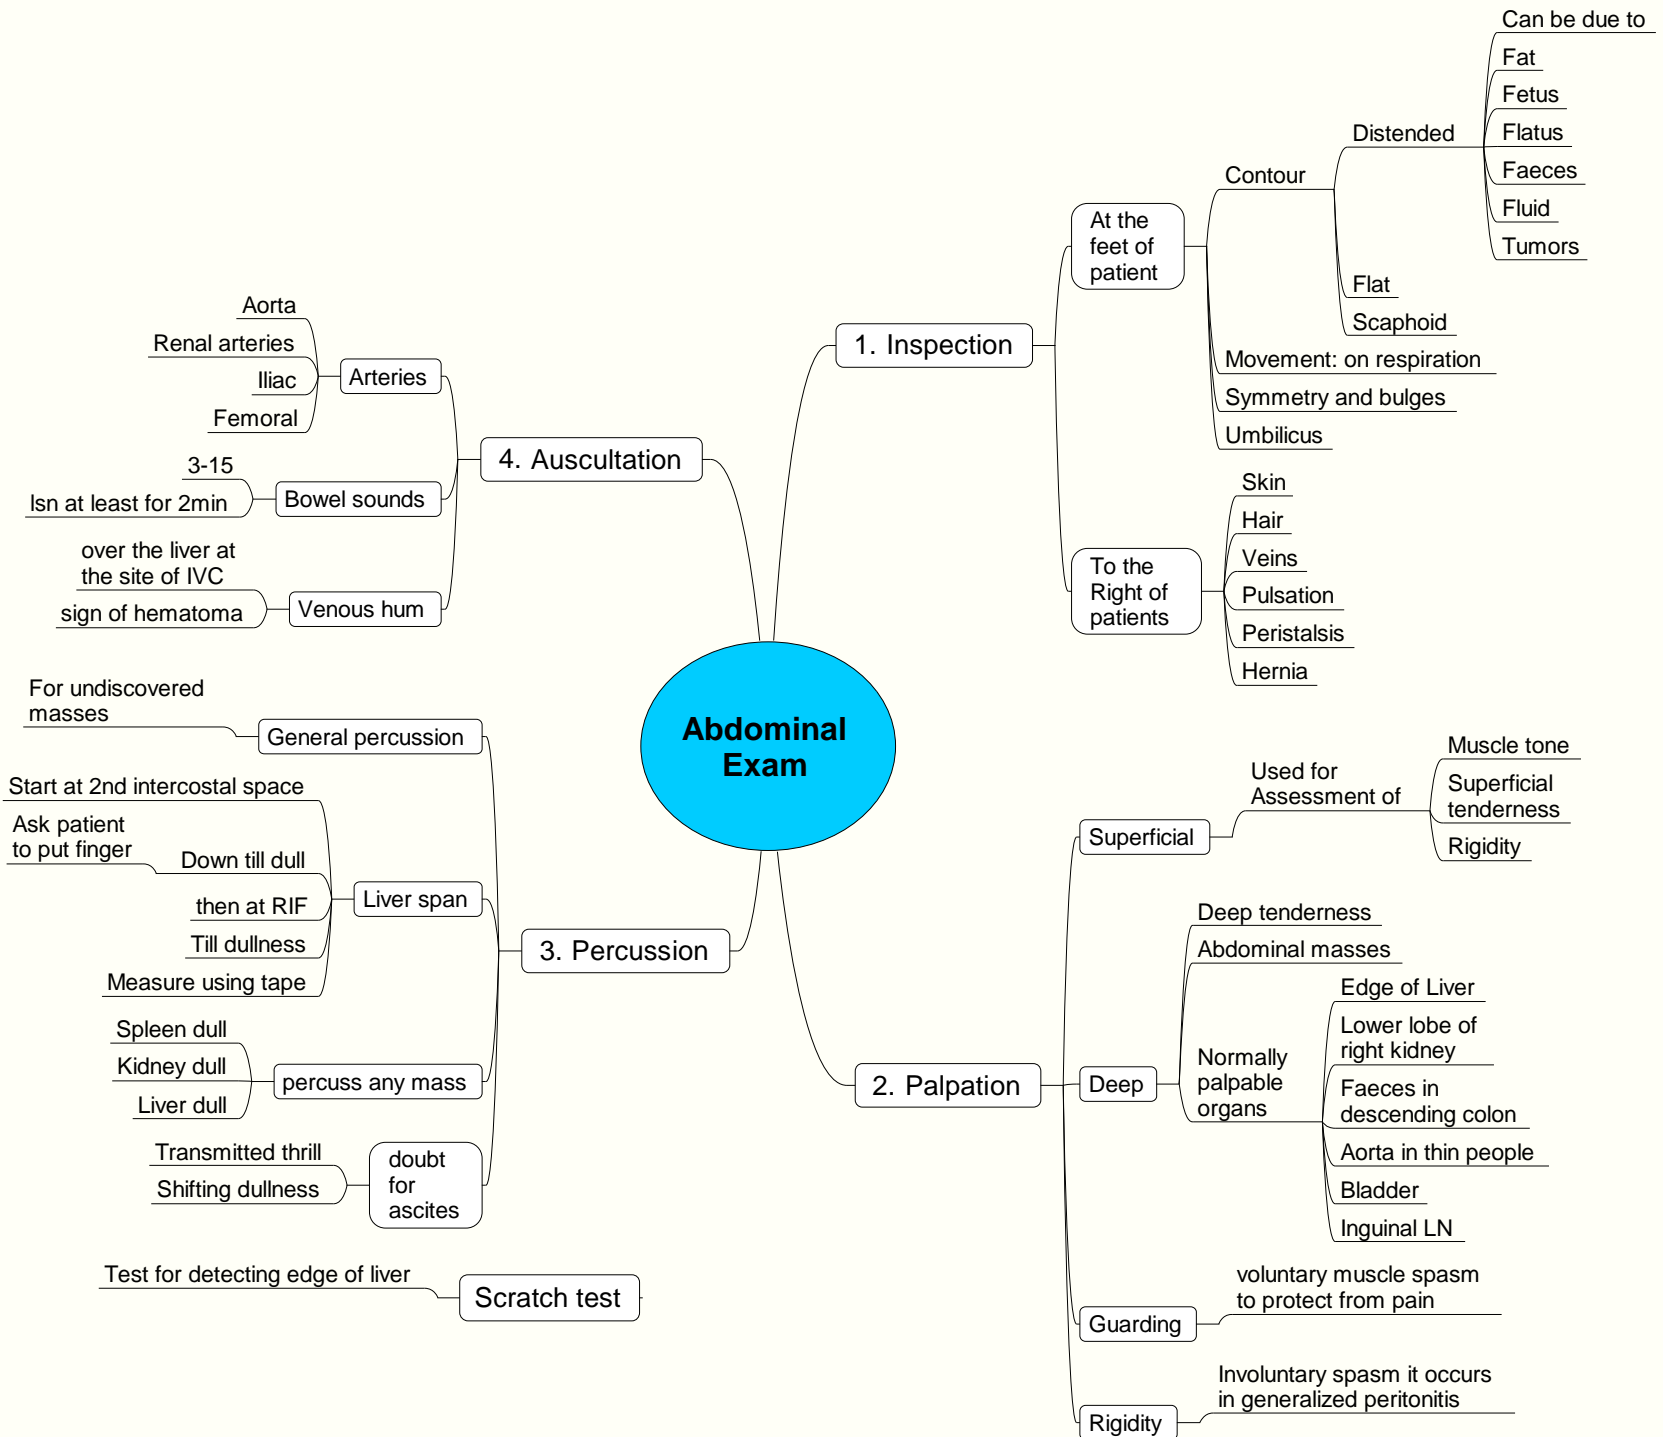 Abdominal
Exam
1. Inspection
At the
feet of
patient
Contour
Distended
Can be due to
Fat
Fetus
Flatus
Faeces
Fluid
Tumors
Flat
Scaphoid
Movement: on respiration
Symmetry and bulges
Umbilicus
To the
Right of
patients
Skin
Hair
Veins
Pulsation
Peristalsis
Hernia
2. Palpation
Superficial
Used for
Assessment of
Muscle tone
Superficial
tenderness
Rigidity
Deep
Deep tenderness
Abdominal masses
Normally
palpable
organs
Edge of Liver
Lower lobe of
right kidney
Faeces in
descending colon
Aorta in thin people
Bladder
Inguinal LN
Guarding
voluntary muscle spasm
to protect from pain
Rigidity
Involuntary spasm it occurs
in generalized peritonitis
3. Percussion
General percussion
For undiscovered
masses
Liver span
Start at 2nd intercostal space
Down till dull
Ask patient
to put finger
then at RIF
Till dullness
Measure using tape
percuss any mass
Spleen dull
Kidney dull
Liver dull
doubt
for
ascites
Transmitted thrill
Shifting dullness
4. Auscultation
Arteries
Aorta
Renal arteries
Iliac
Femoral
Bowel sounds
3-15
lsn at least for 2min
Venous hum
over the liver at
the site of IVC
sign of hematoma
Scratch test
Test for detecting edge of liver